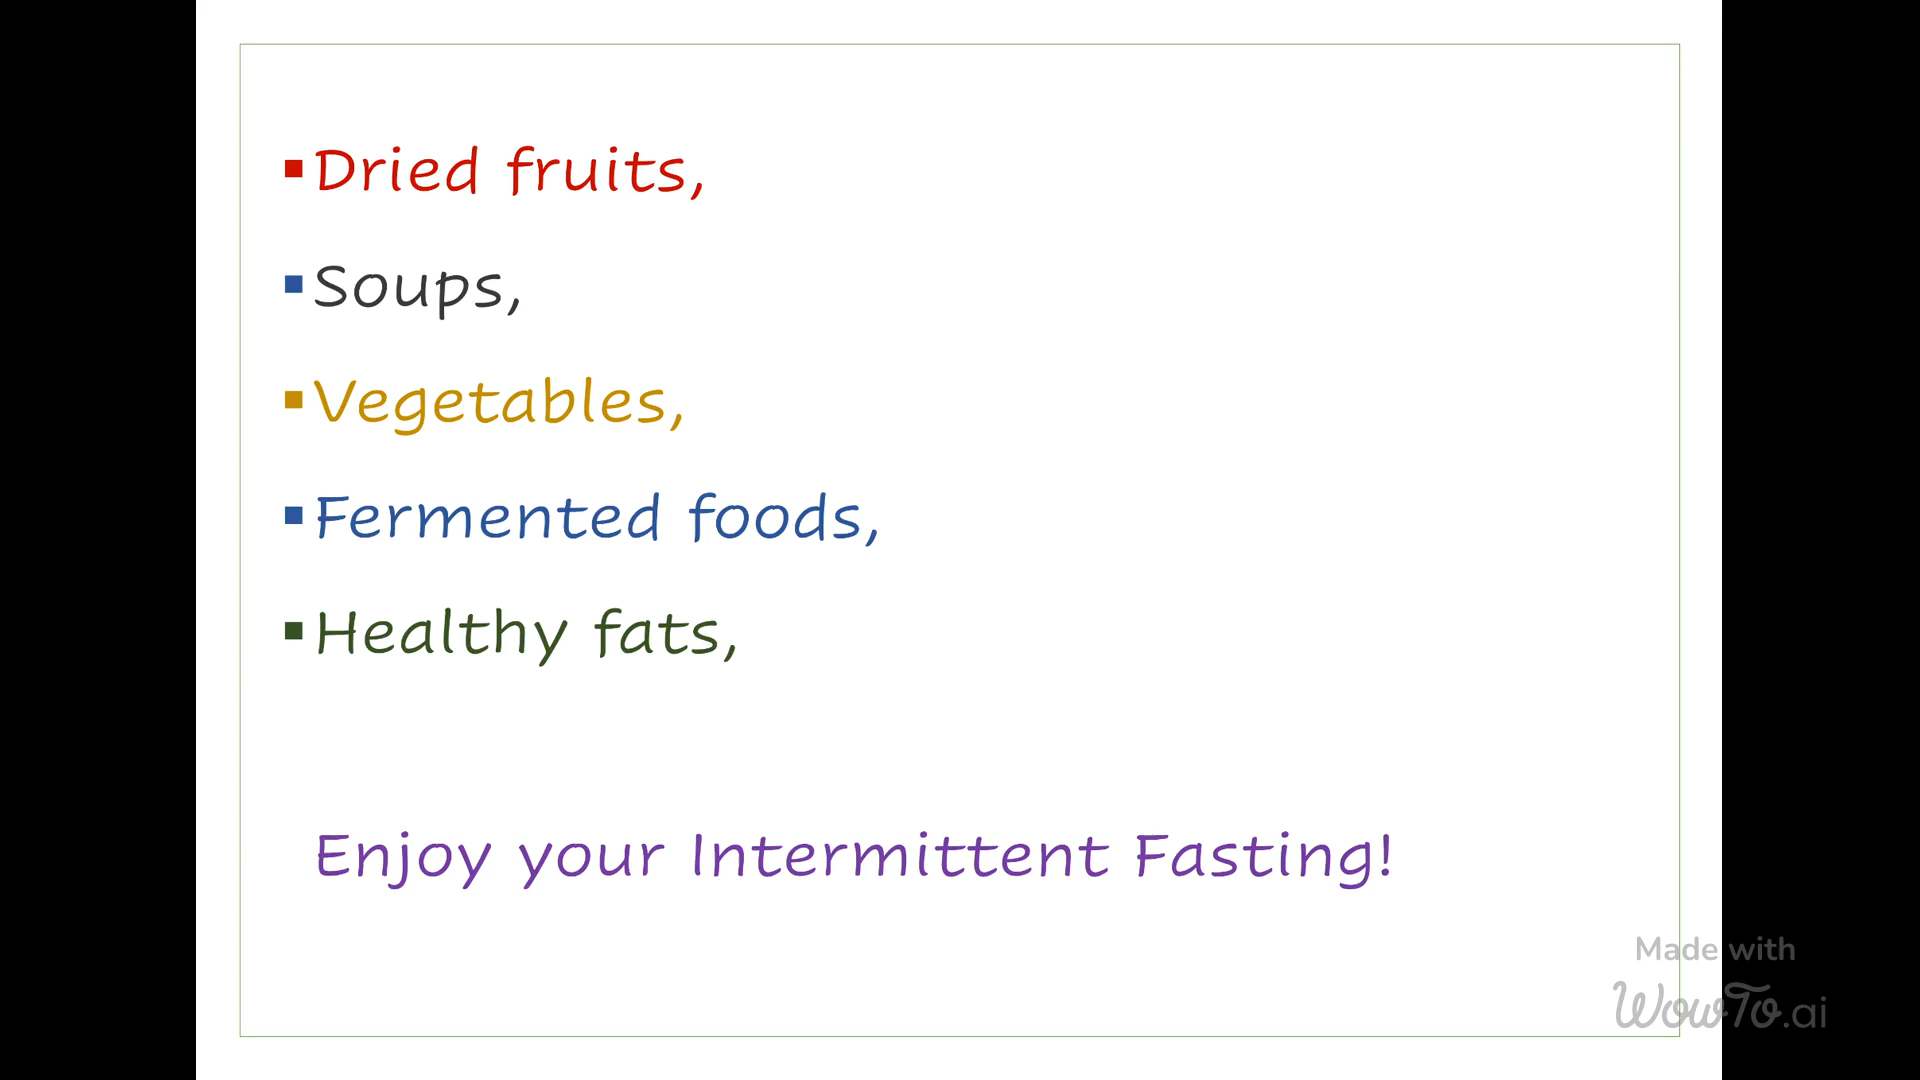 ▪Dried fruits,
▪Soups,
▪Vegetables,
▪Fermented foods,
▪Healthy fats,
Enjoy your Intermittent Fasting!
Made with
WowTo.ai